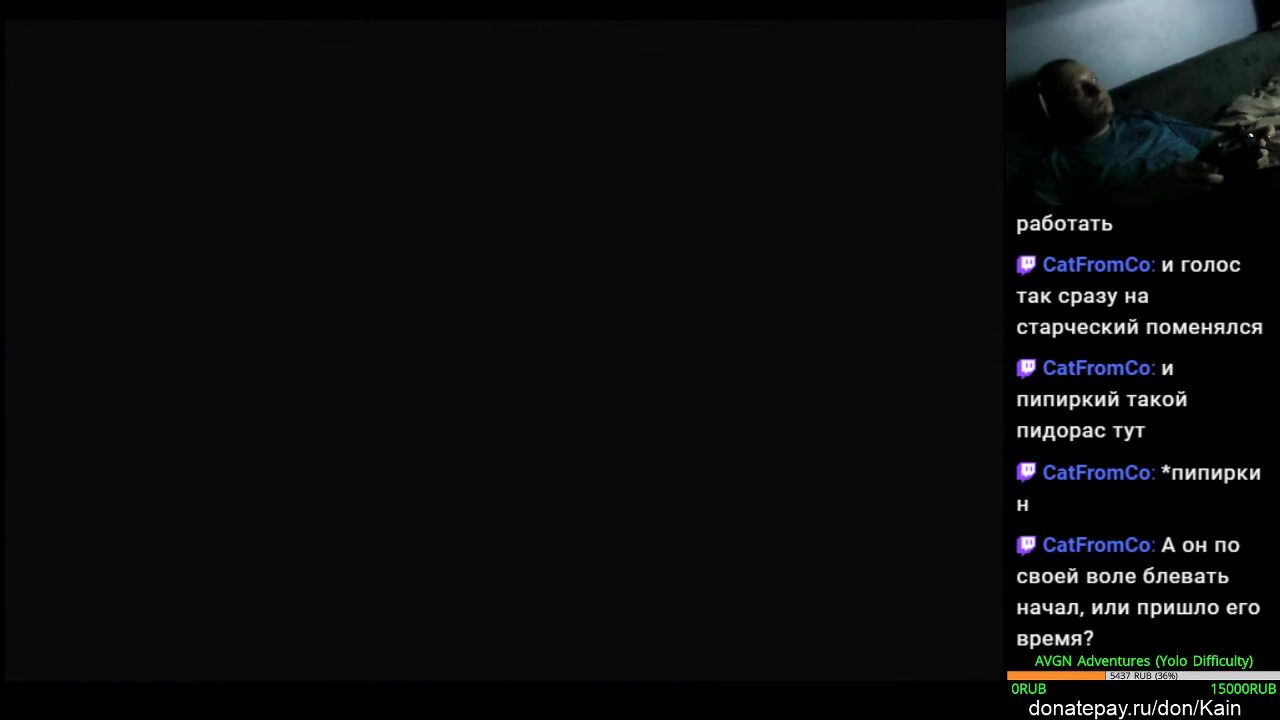 работать
CatFromCo: и голос
так сразу на
старческий поменялся
CatFromCo: и
пипиркий такой
пидорас тут
CatFromCo: *пипирки
н
CatFromCo: А он по
своей воле блевать
начал, или пришло его
время?
AVGN Adventures (Yolo Difficulty)
5437 RUB (36%)
0RUB 15000RUB
donatepay.ru/don/Kain